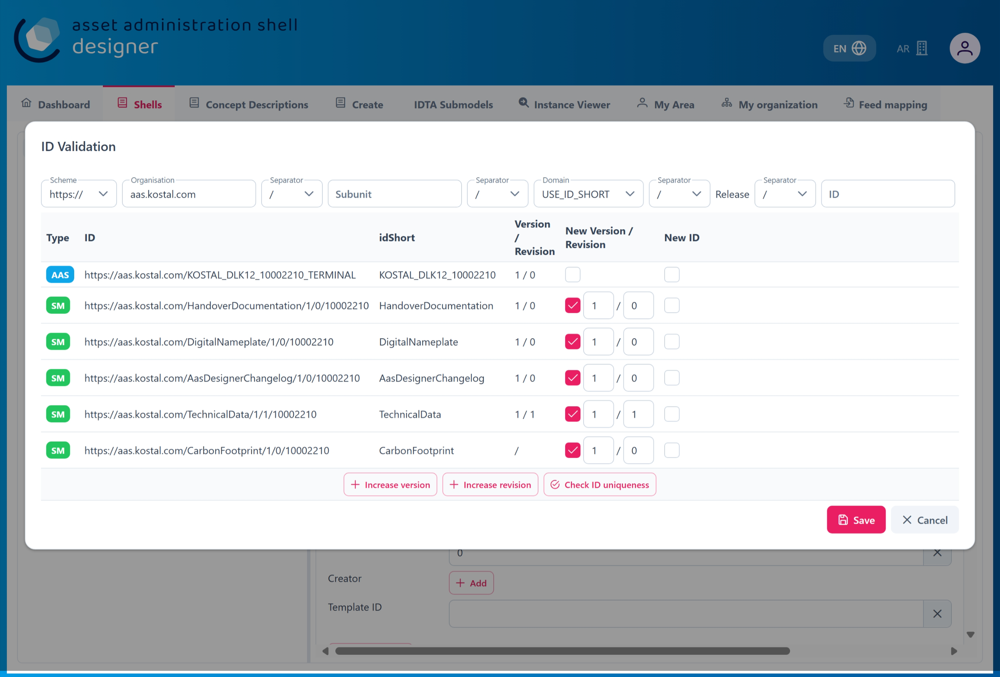 asset administration shell
designer
EN
AR
Dashboard
Shells
Concept Descriptions
Create
IDTA Submodels
Instance Viewer
My Area
My organization
Feed mapping
ID Validation
Scheme
https://
Organisation
aas.kostal.com
Separator
/
Subunit
Separator
/
Domain
USE_ID_SHORT
Separator
/
Release
Separator
/
ID
Type
ID
idShort
Version
/
Revision
New Version /
Revision
New ID
AAS https://aas.kostal.com/KOSTAL_DLK12_10002210_TERMINAL KOSTAL_DLK12_10002210 1 / 0
SM https://aas.kostal.com/HandoverDocumentation/1/0/10002210 HandoverDocumentation 1 / 0 1 / 0
SM https://aas.kostal.com/DigitalNameplate/1/0/10002210 DigitalNameplate 1 / 0 1 / 0
SM https://aas.kostal.com/AasDesignerChangelog/1/0/10002210 AasDesignerChangelog 1 / 0 1 / 0
SM https://aas.kostal.com/TechnicalData/1/1/10002210 TechnicalData 1 / 1 1 / 1
SM https://aas.kostal.com/CarbonFootprint/1/0/10002210 CarbonFootprint / 1 / 0
Increase version
Increase revision
Check ID uniqueness
Save
Cancel
0
Creator
Add
Template ID